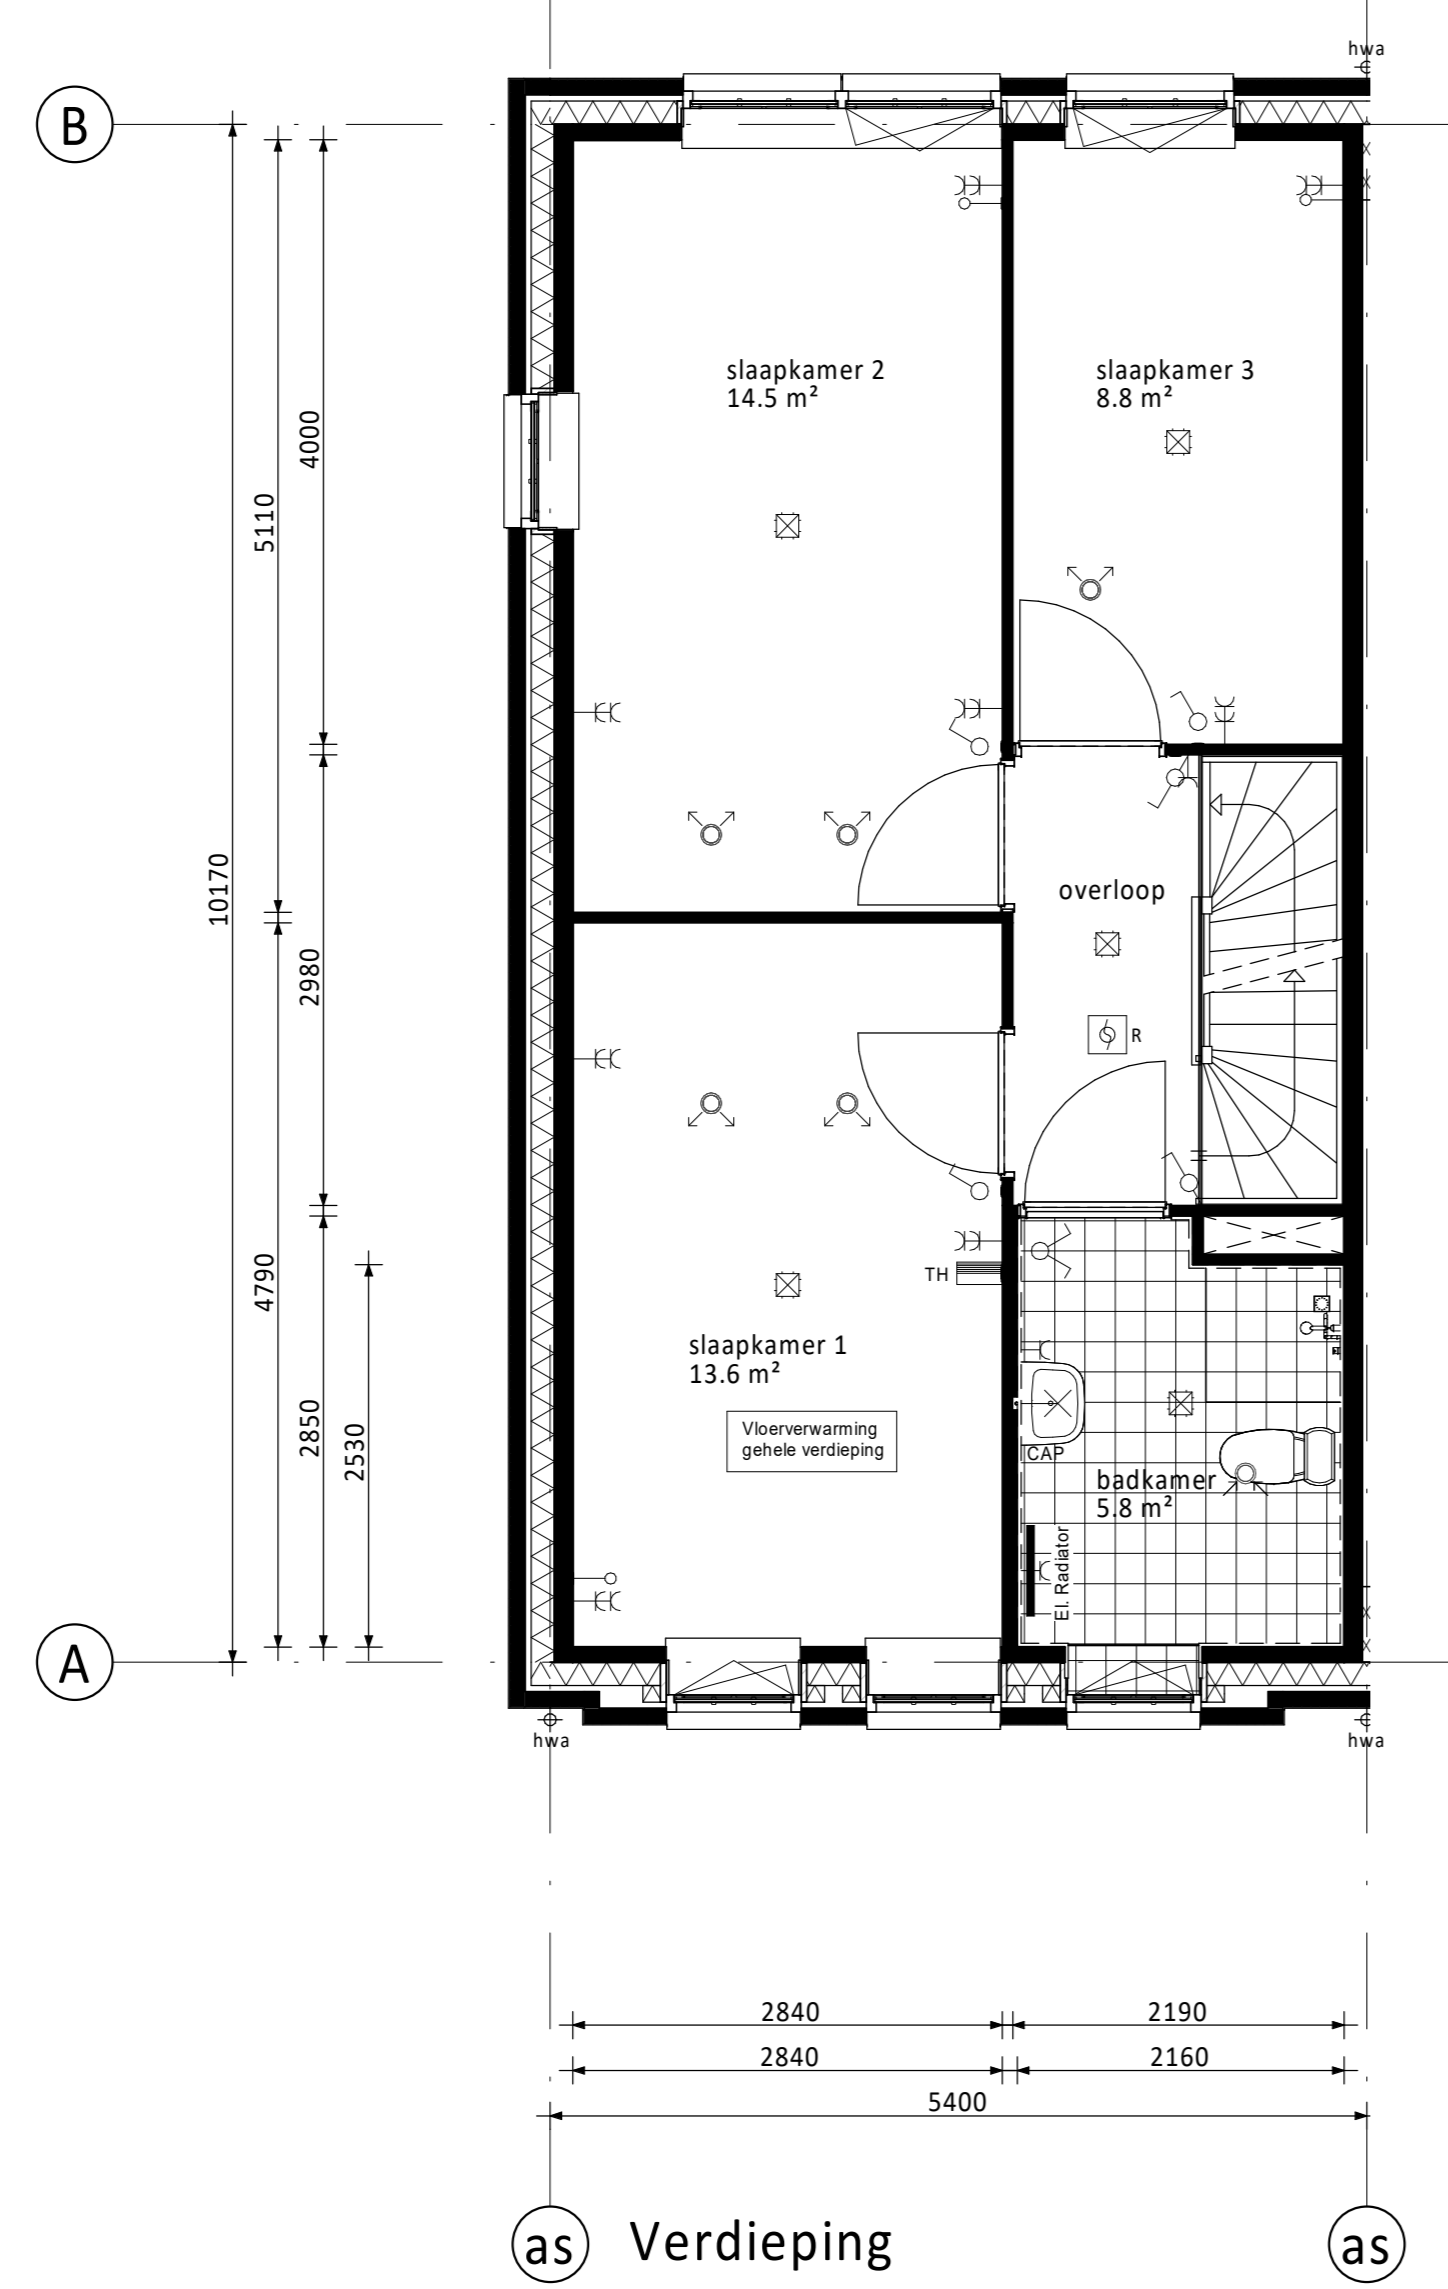 hwa
B
slaapkamer 2
14.5 m²
slaapkamer 3
8.8 m²
4000
5110
10170
overloop
2980
R
TH
4790
slaapkamer 1
13.6 m²
2850
2530
Vloerverwarming
gehele verdieping
CAP
badkamer
5.8 m²
El. Radiator
A
hwa
hwa
2840
2190
2840
2160
5400
as
Verdieping
as